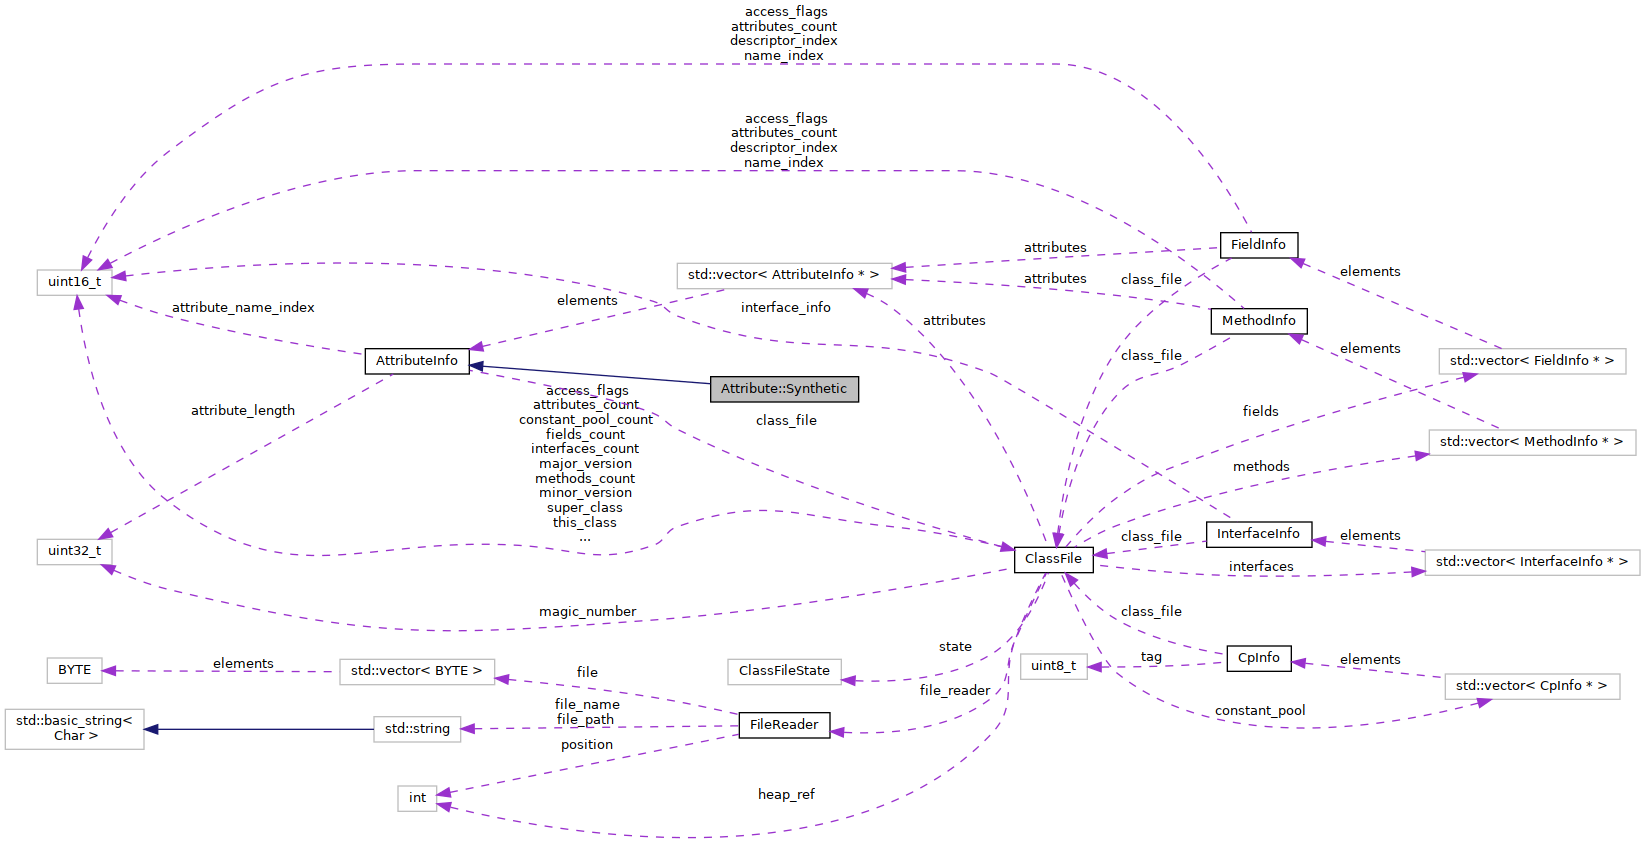 access_flags
attributes_count
descriptor_index
name_index
access_flags
attributes_count
descriptor_index
name_index
FieldInfo
attributes
std::vector< AttributeInfo * >
elements
uint16_t
attributes
class_file
elements
attribute_name_index
interface_info
attributes
MethodInfo
elements
class_file
AttributeInfo
std::vector< FieldInfo * >
Attribute::Synthetic
access_flags
attributes_count
constant_pool_count
fields_count
interfaces_count
major_version
methods_count
minor_version
super_class
this_class
...
attribute_length
class_file
fields
std::vector< MethodInfo * >
methods
InterfaceInfo
class_file
elements
uint32_t
ClassFile
interfaces
std::vector< InterfaceInfo * >
magic_number
class_file
state
CpInfo
elements
tag
uint8_t
BYTE
elements
std::vector< BYTE >
file
ClassFileState
std::vector< CpInfo * >
file_reader
constant_pool
std::basic_string<
Char >
std::string
file_name
file_path
FileReader
position
int
heap_ref